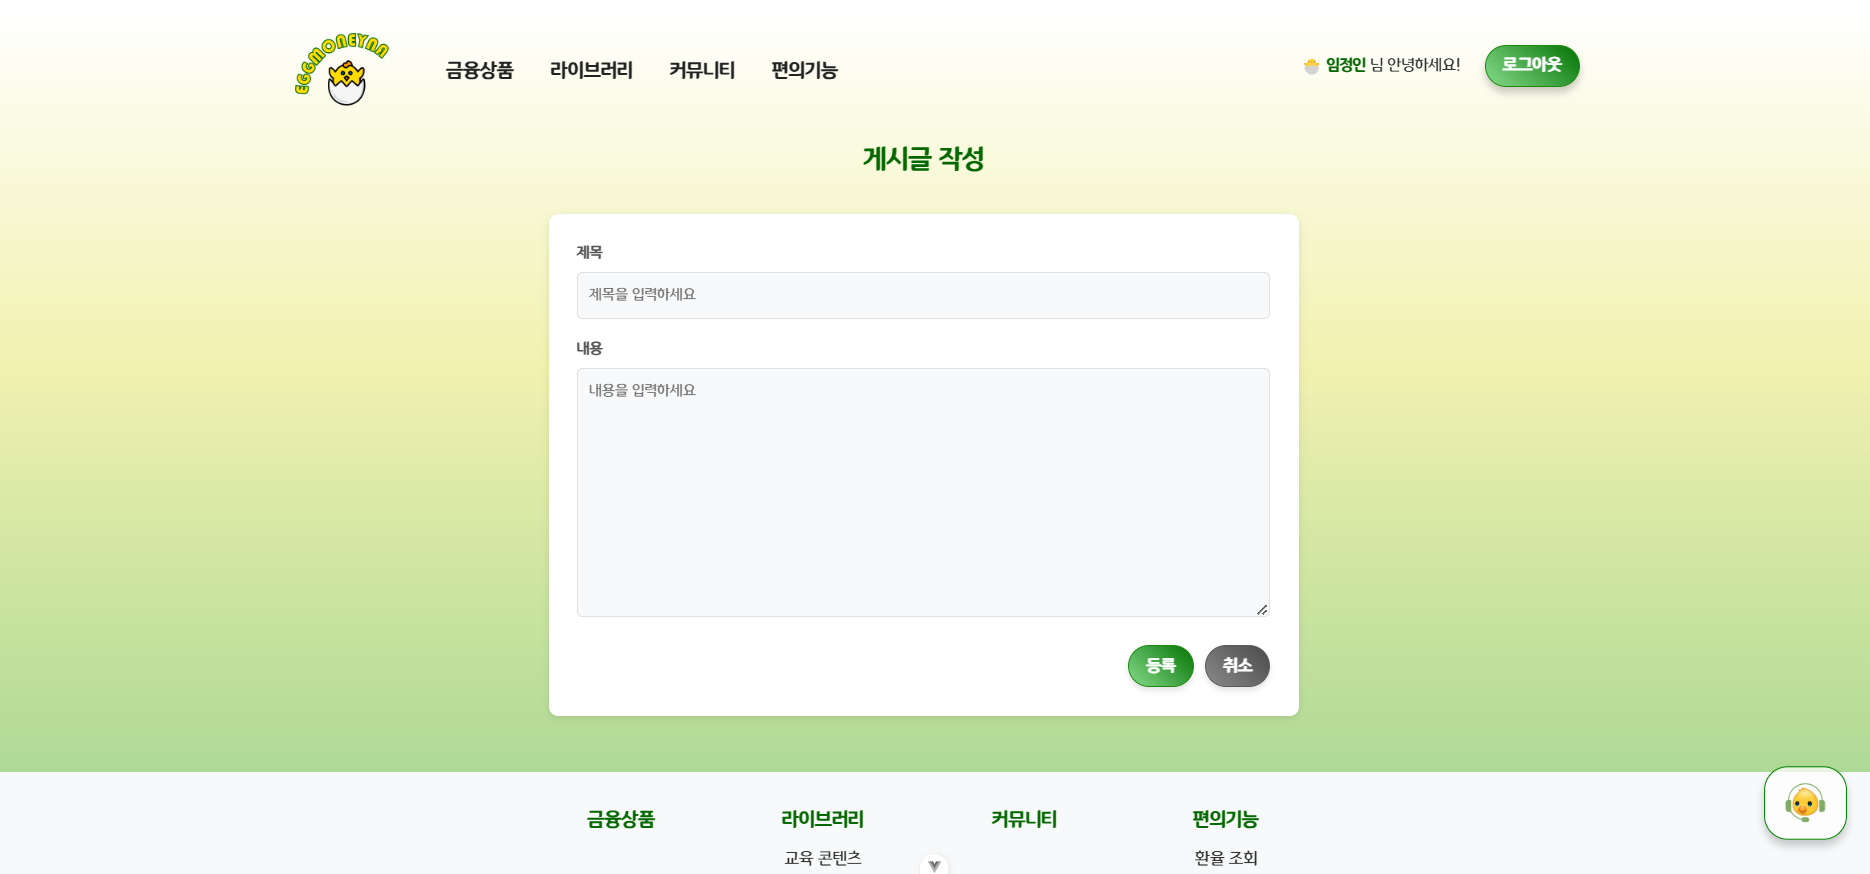 EGGMONEYNA
금융상품 라이브러리 커뮤니티 편의기능
임정인 님 안녕하세요! 로그아웃
게시글 작성
제목
제목을 입력하세요
내용
내용을 입력하세요
등록 취소
금융상품 라이브러리 커뮤니티 편의기능
교육 콘텐츠 환율 조회